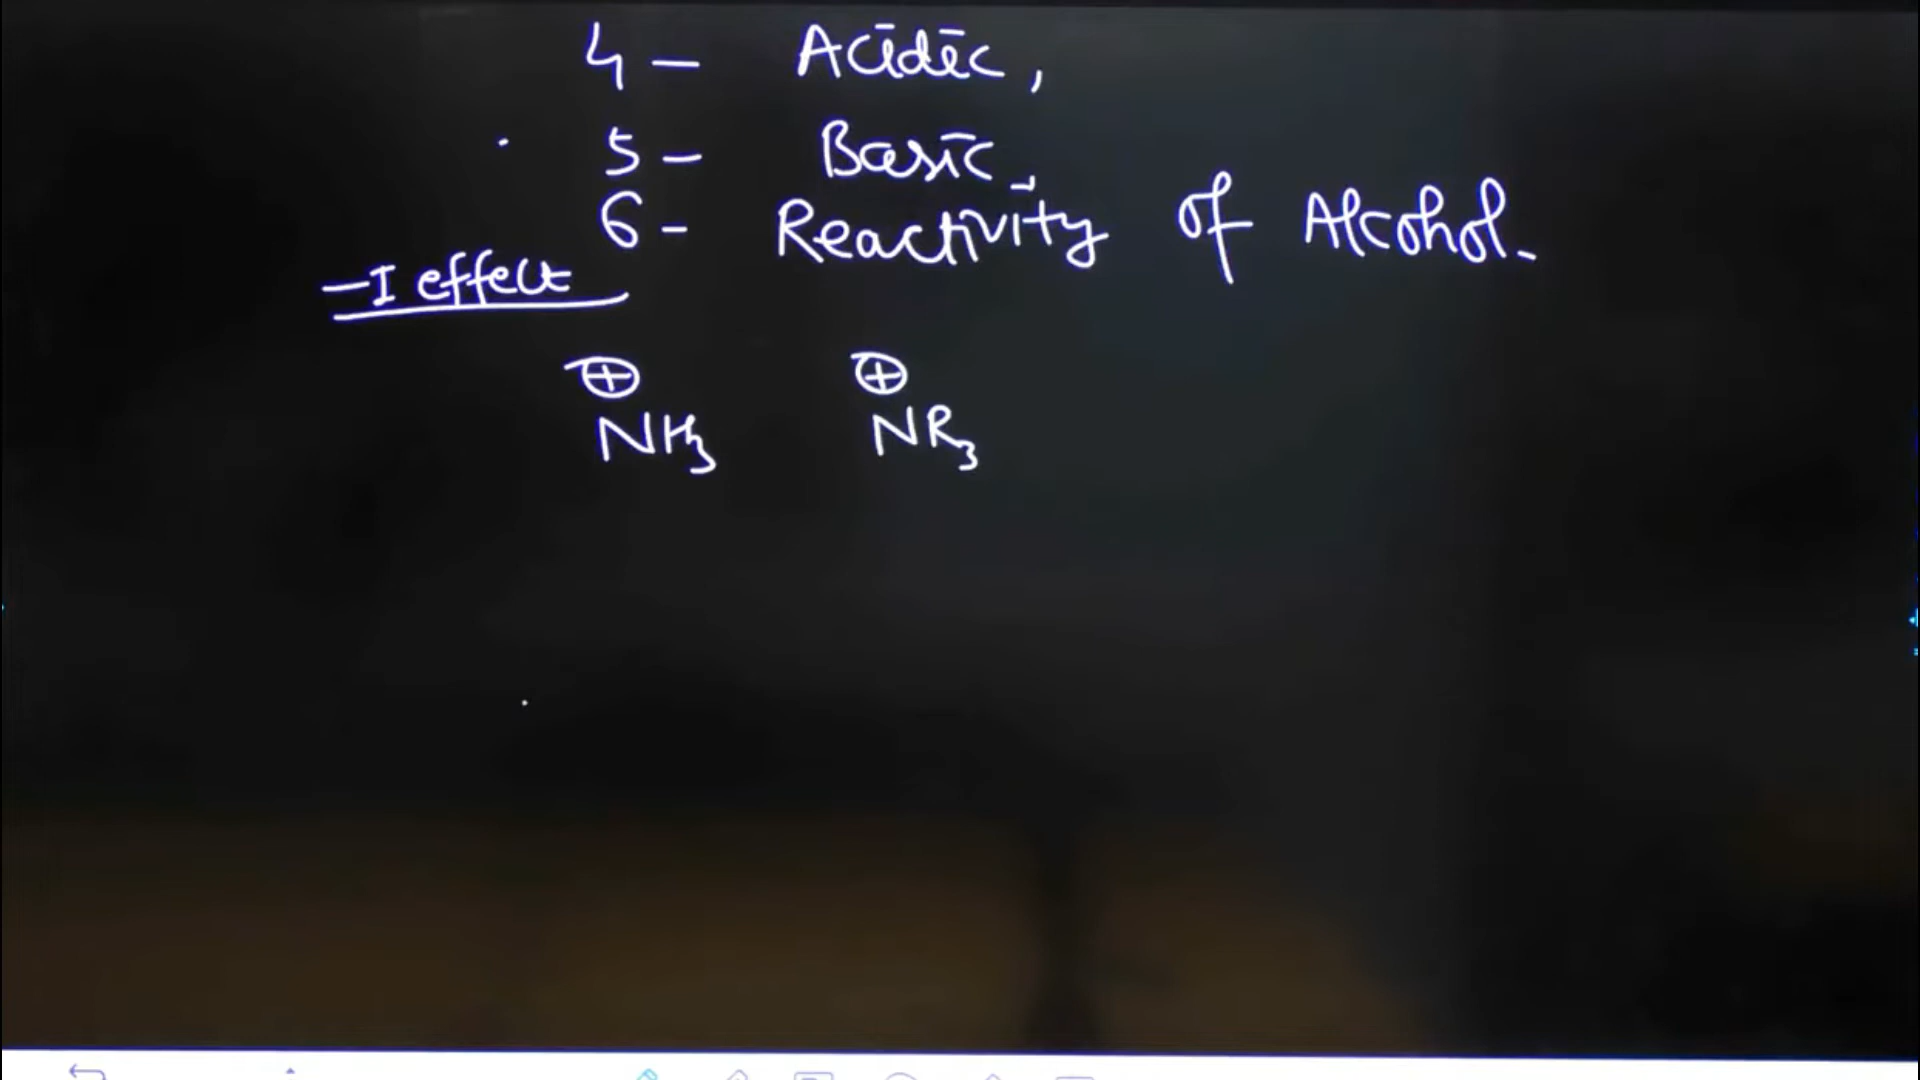 4 - Acidic,
5 - Basic,
6 - Reactivity of Alcohol.
-I effect
⊕ ⊕
NH3 NR3